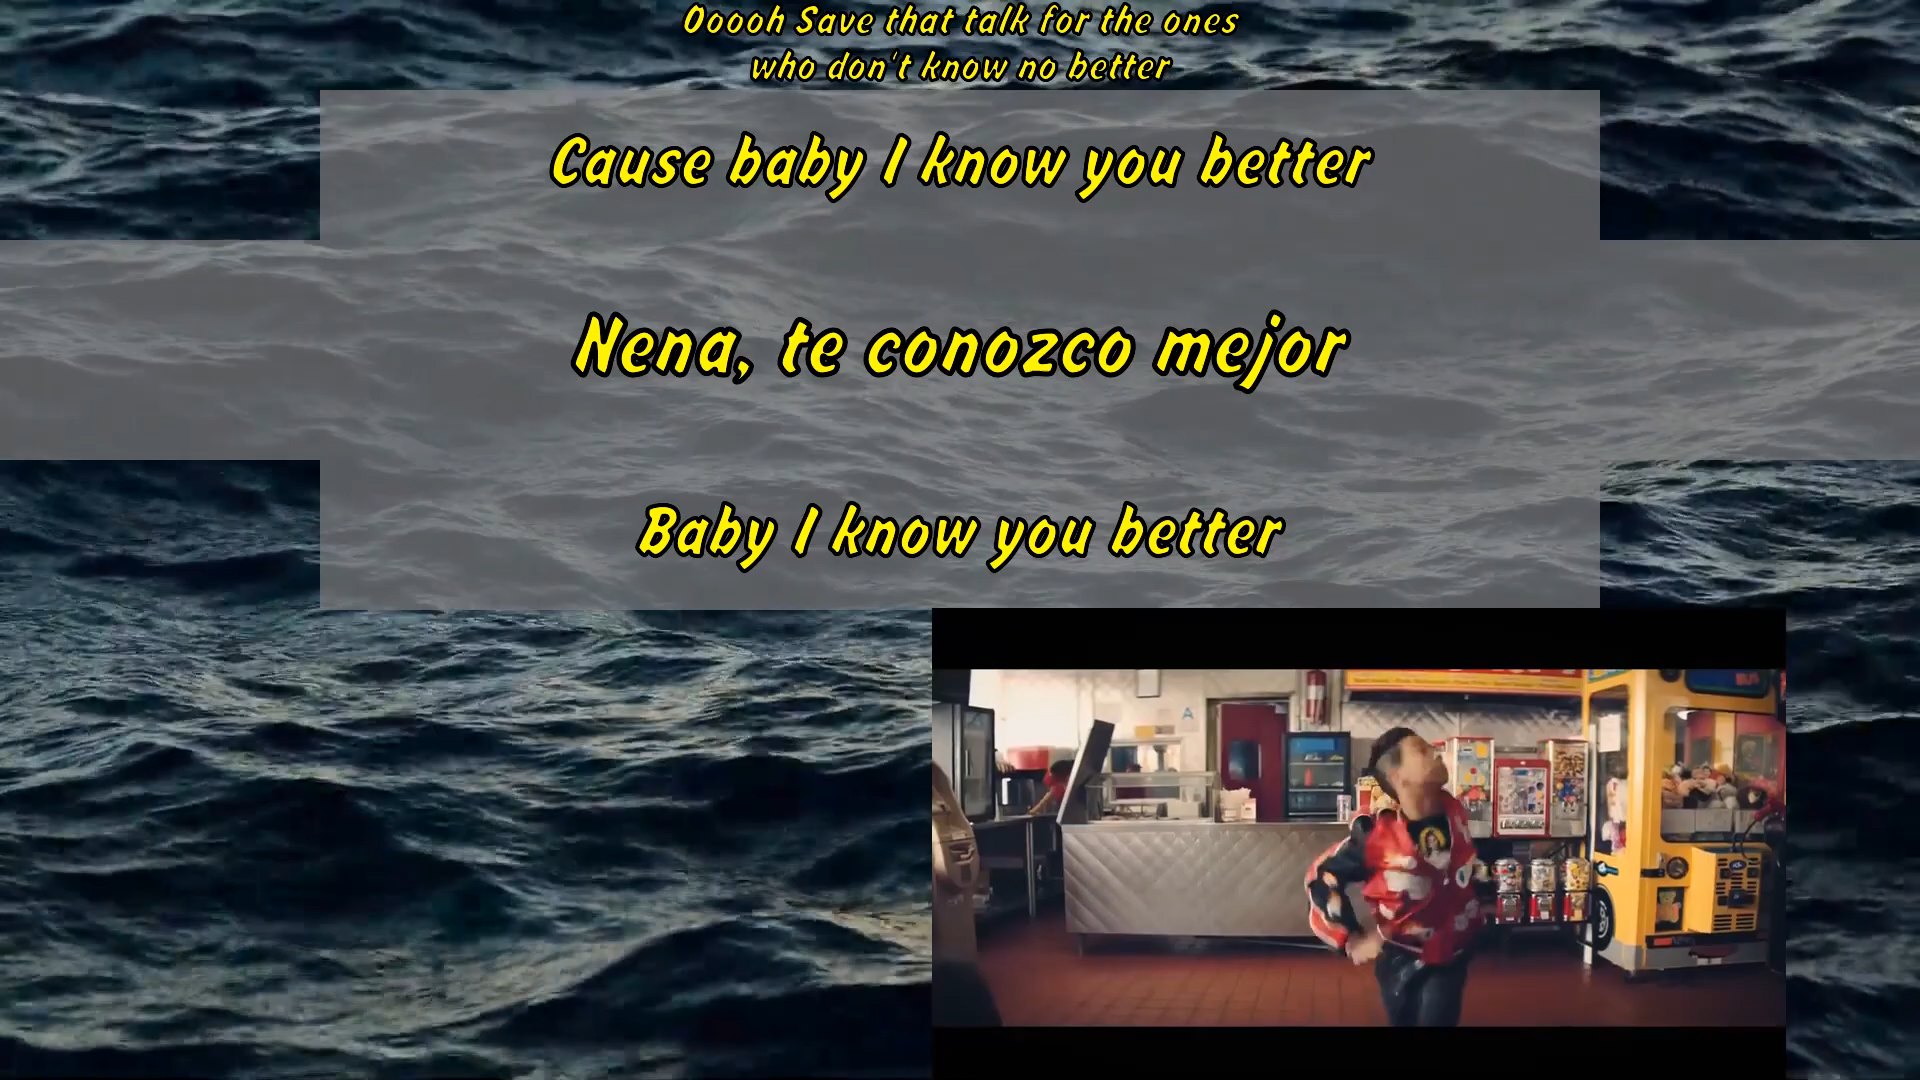 Ooooh Save that talk for the ones
who don't know no better
Cause baby I know you better
Nena, te conozco mejor
Baby I know you better